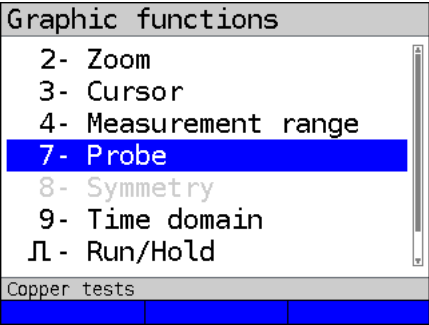 Graphic functions
2- Zoom
3- Cursor
4- Measurement range
7- Probe
8- Symmetry
9- Time domain
⎍- Run/Hold
Copper tests